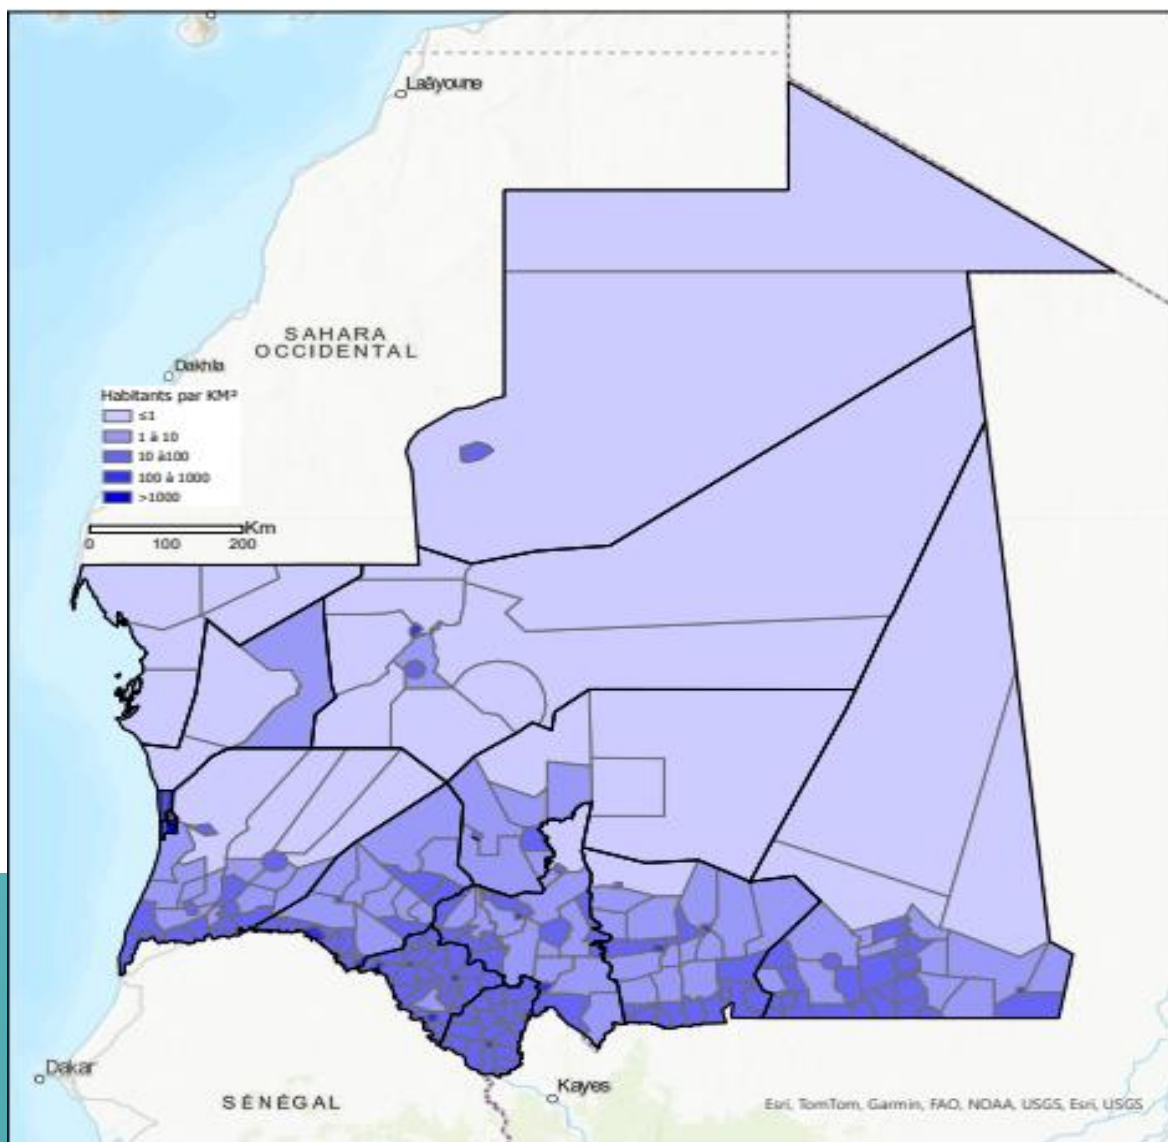 Laâyoune
SAHARA
OCCIDENTAL
Dakhla
Habitants par KM²
≤1
1 à 10
10 à100
100 à 1000
>1000
Km
0 100 200
Dakar
SÉNÉGAL
Kayes
Esri, TomTom, Garmin, FAO, NOAA, USGS, Esri, USGS